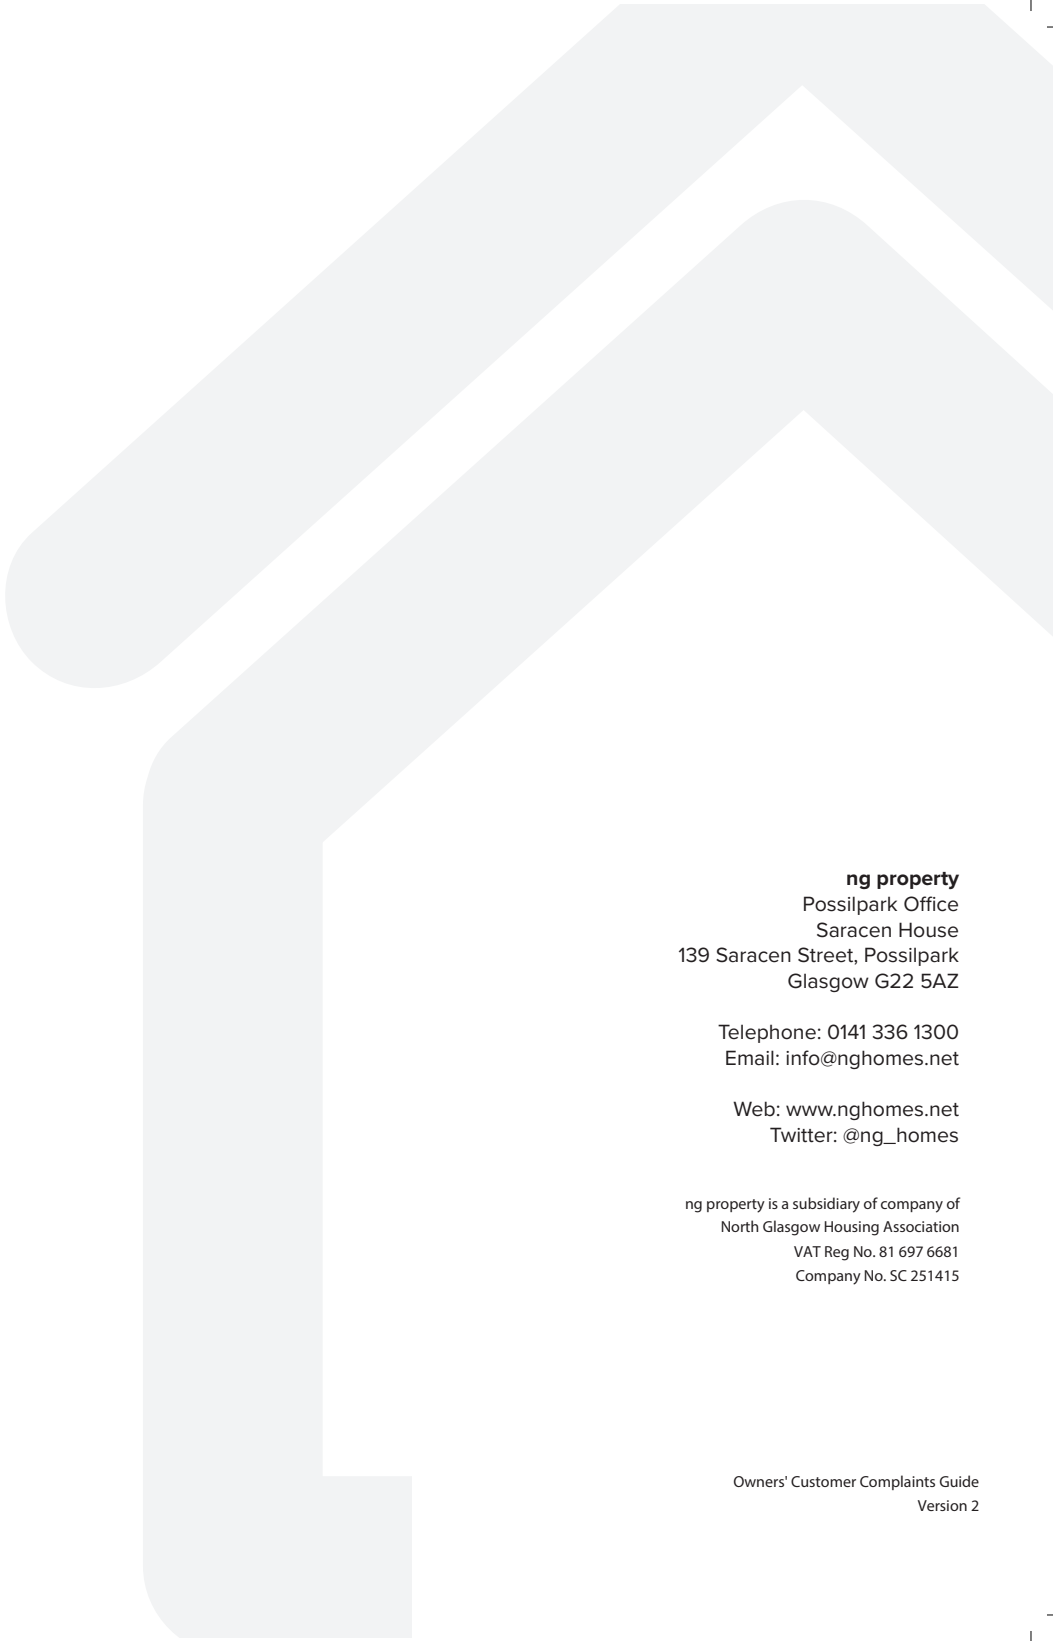 ng property
Possilpark Office
Saracen House
139 Saracen Street, Possilpark
Glasgow G22 5AZ
Telephone: 0141 336 1300
Email: info@nghomes.net
Web: www.nghomes.net
Twitter: @ng_homes
ng property is a subsidiary of company of
North Glasgow Housing Association
VAT Reg No. 81 697 6681
Company No. SC 251415
Owners' Customer Complaints Guide
Version 2